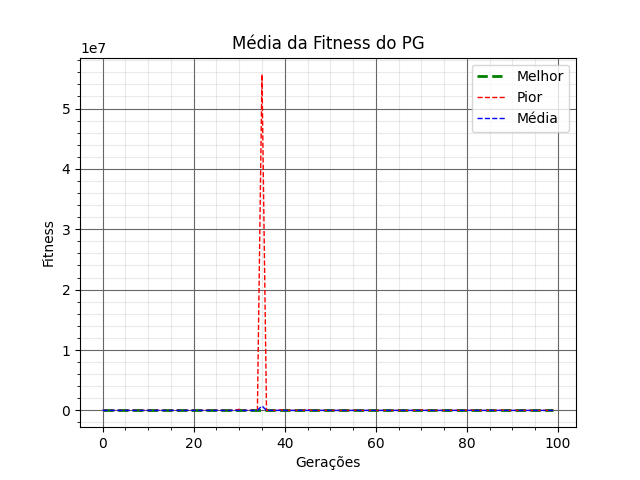 Média da Fitness do PG
1e7
Melhor
Pior
Média
5
4
3
2
1
0
Fitness
0 20 40 60 80 100
Gerações